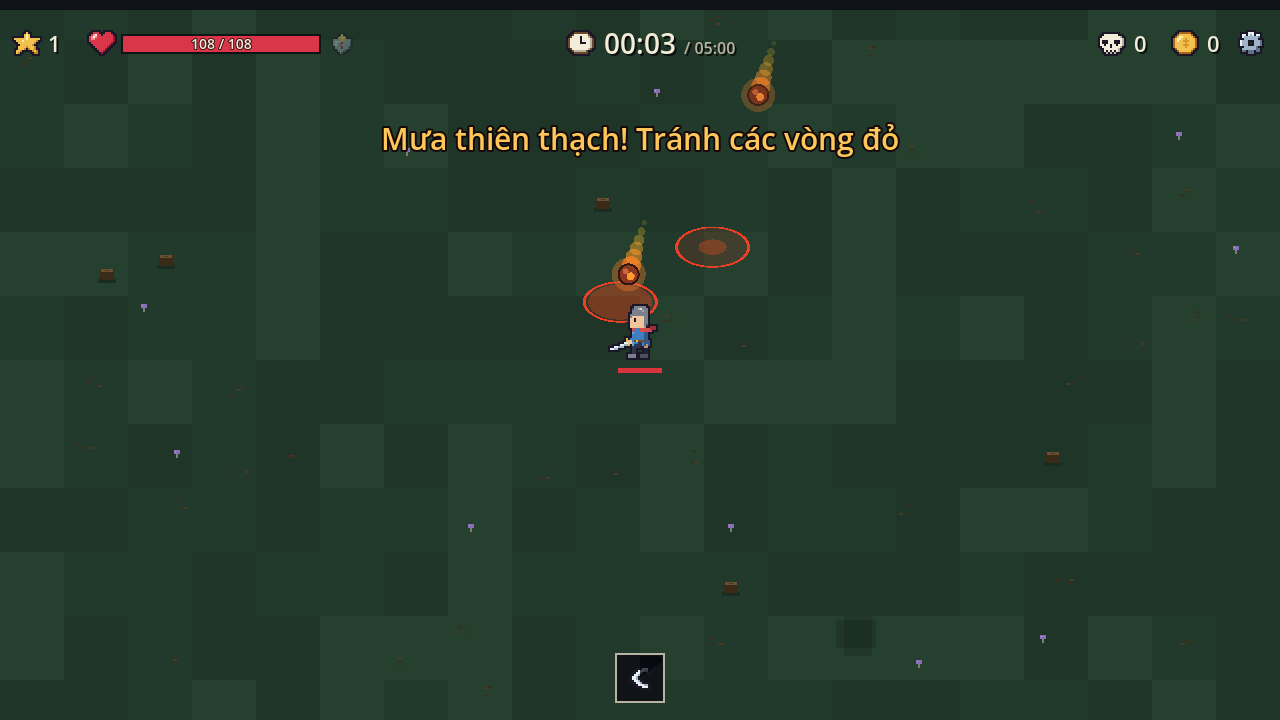 1
108 / 108
00:03 / 05:00
0
0
Mưa thiên thạch! Tránh các vòng đỏ